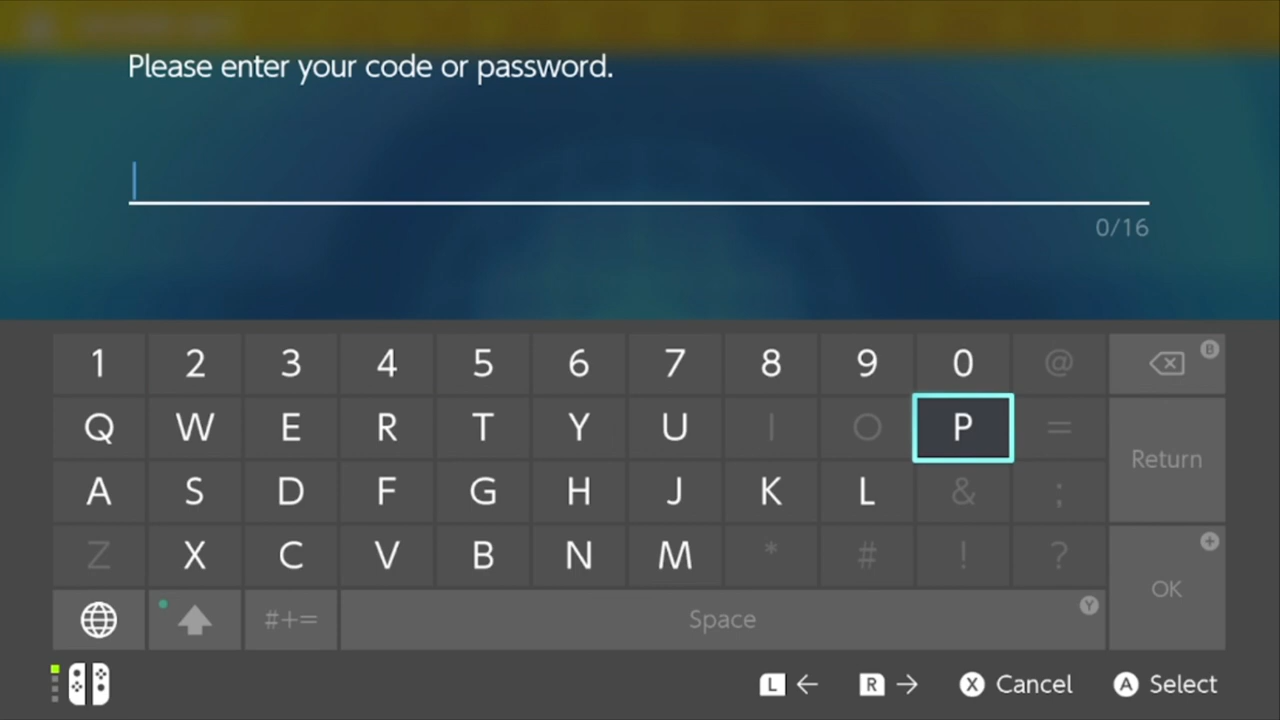 Please enter your code or password.
0/16
1 2 3 4 5 6 7 8 9 0 @ B
Q W E R T Y U I O P = Return
A S D F G H J K L & ;
Z X C V B N M * # ! ? + OK
#+= Space Y
L ← R → X Cancel A Select